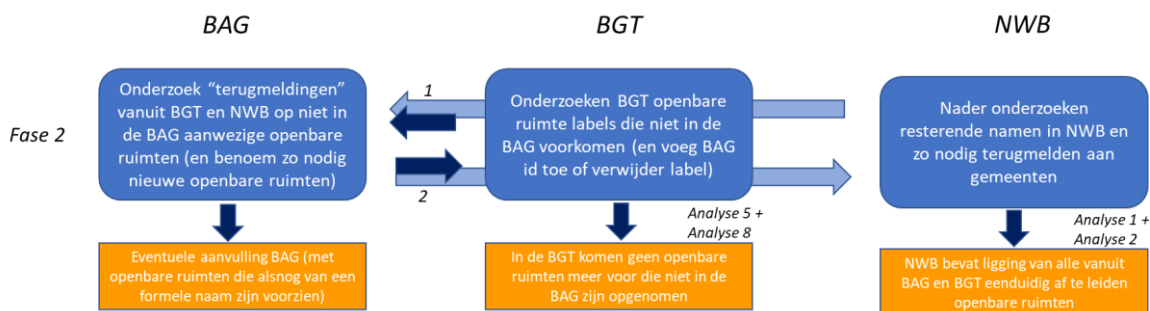 BAG
BGT
NWB
Fase 2
Onderzoek “terugmeldingen”
vanuit BGT en NWB op niet in
de BAG aanwezige openbare
ruimten (en benoem zo nodig
nieuwe openbare ruimten)
1
2
Onderzoeken BGT openbare
ruimte labels die niet in de
BAG voorkomen (en voeg BAG
id toe of verwijder label)
Nader onderzoeken
resterende namen in NWB en
zo nodig terugmelden aan
gemeenten
Analyse 5 +
Analyse 8
Analyse 1 +
Analyse 2
Eventuele aanvulling BAG (met
openbare ruimten die alsnog van een
formele naam zijn voorzien)
In de BGT komen geen openbare
ruimten meer voor die niet in de
BAG zijn opgenomen
NWB bevat ligging van alle vanuit
BAG en BGT eenduidig af te leiden
openbare ruimten